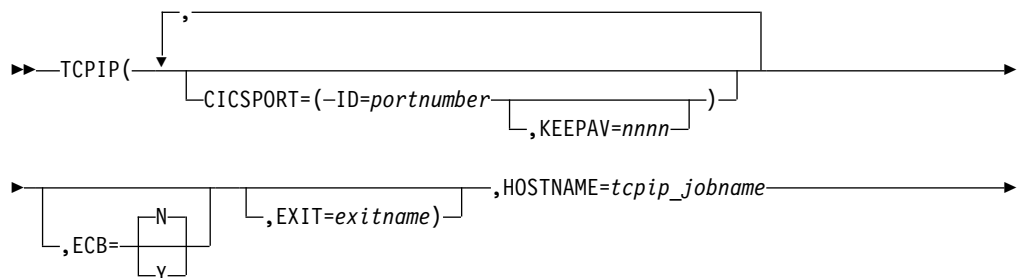 ,
TCPIP(
CICSPORT=(ID=portnumber )
,KEEPAV=nnnn
,HOSTNAME=tcpip_jobname
,ECB= N
Y
,EXIT=exitname)